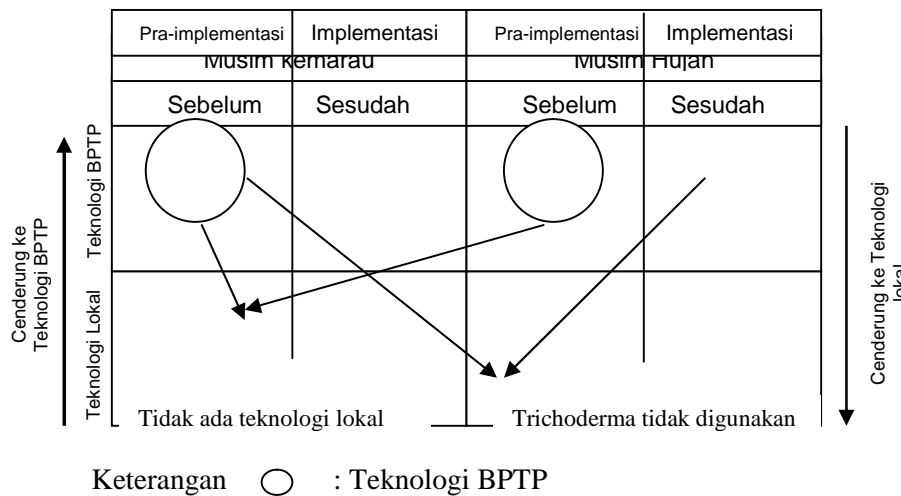 Pra-implementasi Implementasi Pra-implementasi Implementasi
Musim kemarau Musim Hujan
Sebelum Sesudah Sebelum Sesudah
Cenderung ke
Teknologi BPTP
Teknologi BPTP
Teknologi Lokal
Cenderung ke Teknologi
lokal
Tidak ada teknologi lokal Trichoderma tidak digunakan
Keterangan : Teknologi BPTP